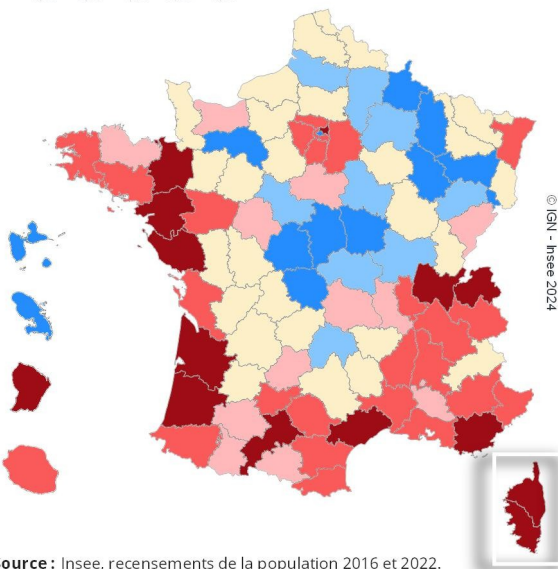 © IGN - Insee 2024
Source : Insee, recensements de la population 2016 et 2022.